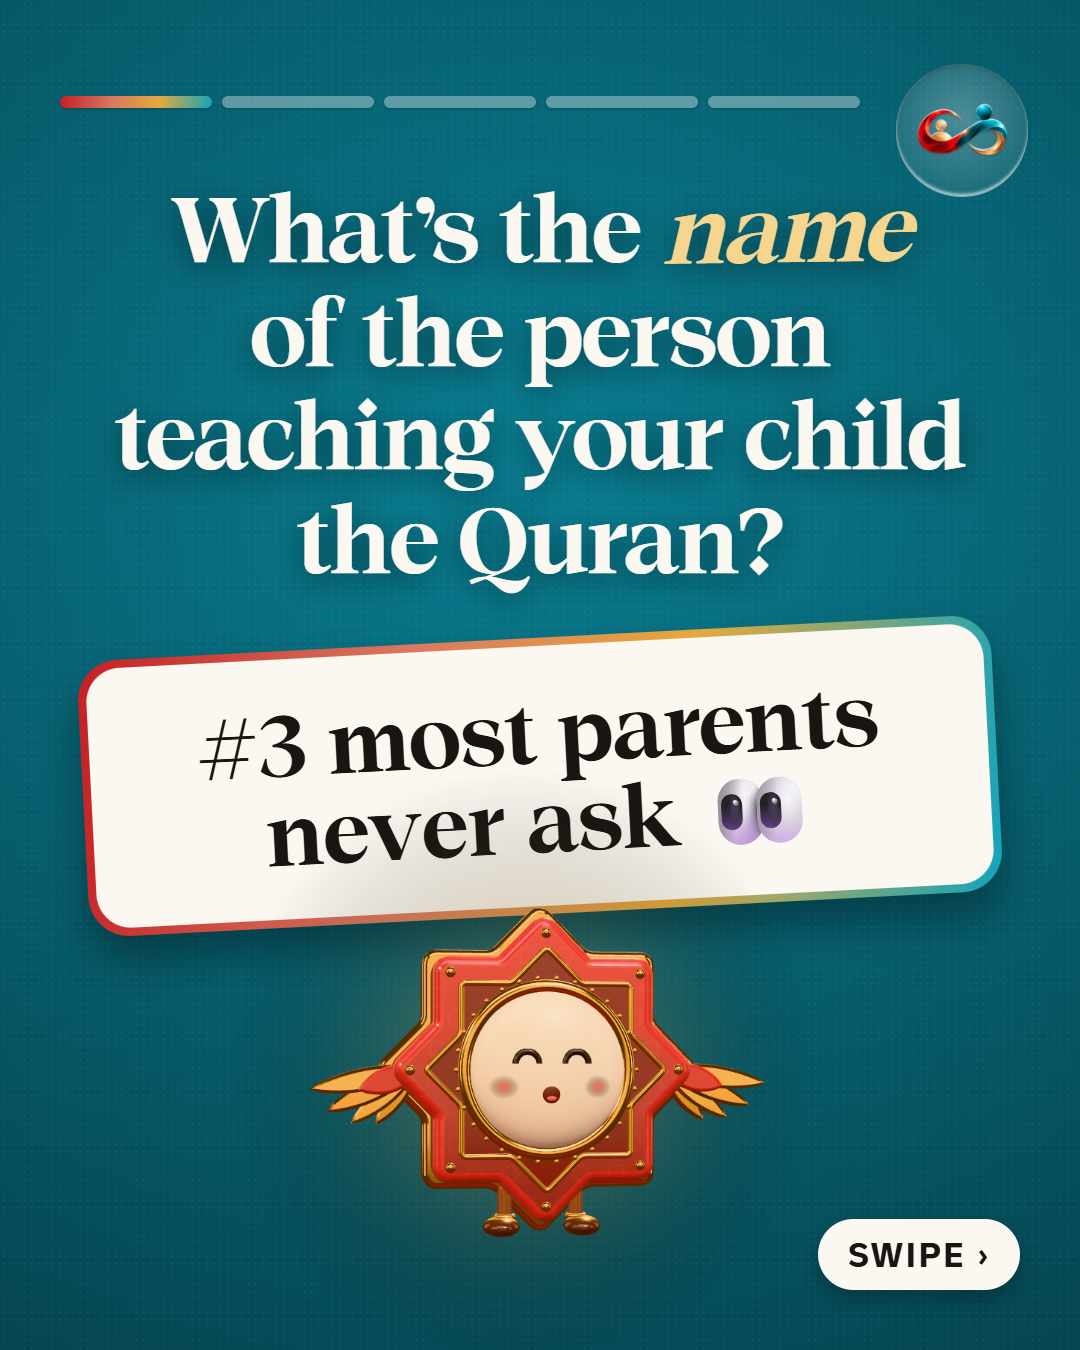 What’s the name
of the person
teaching your child
the Quran?
#3 most parents
never ask 👀
SWIPE ›